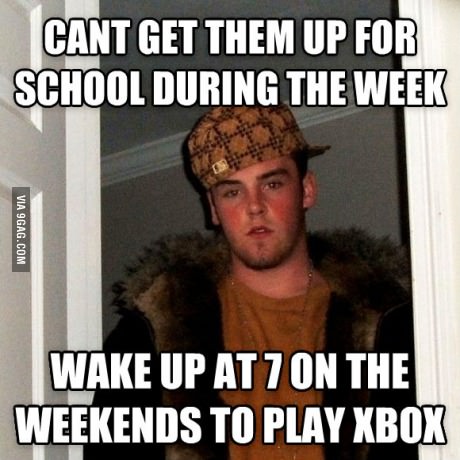 CANT GET THEM UP FOR
SCHOOL DURING THE WEEK
VIA 9GAG.COM
WAKE UP AT 7 ON THE
WEEKENDS TO PLAY XBOX